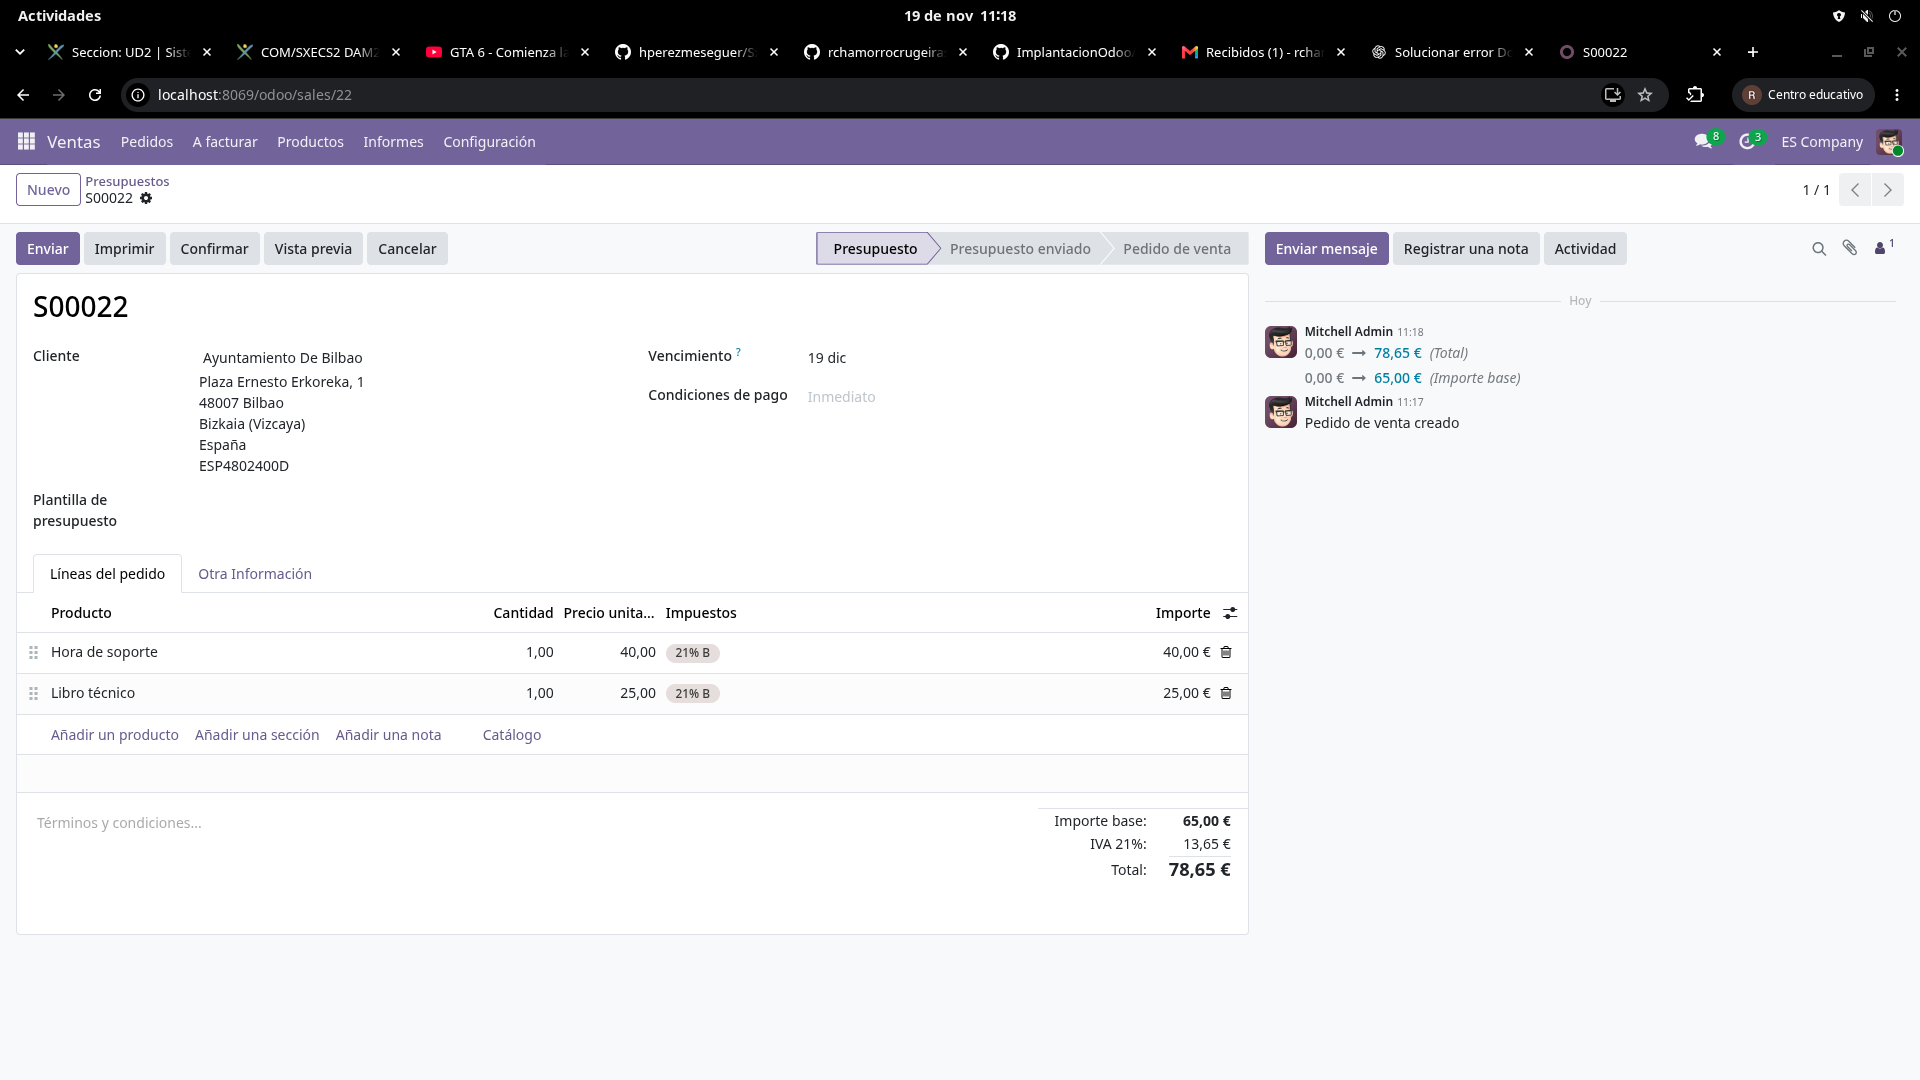 Actividades
19 de nov 11:18
Seccion: UD2 | Sist
COM/SXECS2 DAM2
GTA 6 - Comienza la
hperezmeseguer/S
rchamorrocrugeira
ImplantacionOdoo
Recibidos (1) - rcha
Solucionar error Do
S00022
localhost:8069/odoo/sales/22
R Centro educativo
Ventas Pedidos A facturar Productos Informes Configuración
8 3 ES Company
Nuevo
Presupuestos
S00022
1 / 1
Enviar Imprimir Confirmar Vista previa Cancelar
Presupuesto Presupuesto enviado Pedido de venta
Enviar mensaje Registrar una nota Actividad
1
S00022
Cliente
Ayuntamiento De Bilbao
Plaza Ernesto Erkoreka, 1
48007 Bilbao
Bizkaia (Vizcaya)
España
ESP4802400D
Vencimiento ?
19 dic
Condiciones de pago
Inmediato
Plantilla de
presupuesto
Líneas del pedido Otra Información
Producto Cantidad Precio unita... Impuestos Importe
Hora de soporte 1,00 40,00 21% B 40,00 €
Libro técnico 1,00 25,00 21% B 25,00 €
Añadir un producto Añadir una sección Añadir una nota Catálogo
Términos y condiciones...
Importe base: 65,00 €
IVA 21%: 13,65 €
Total: 78,65 €
Hoy
Mitchell Admin 11:18
0,00 € → 78,65 € (Total)
0,00 € → 65,00 € (Importe base)
Mitchell Admin 11:17
Pedido de venta creado